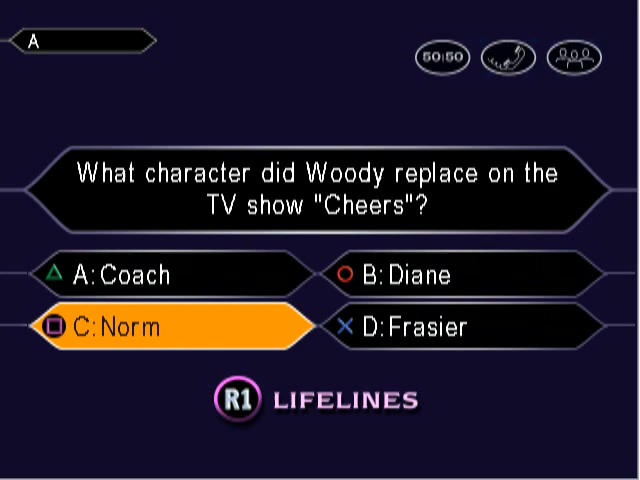 A
50:50
What character did Woody replace on the
TV show "Cheers"?
A: Coach
B: Diane
C: Norm
D: Frasier
R1 LIFELINES